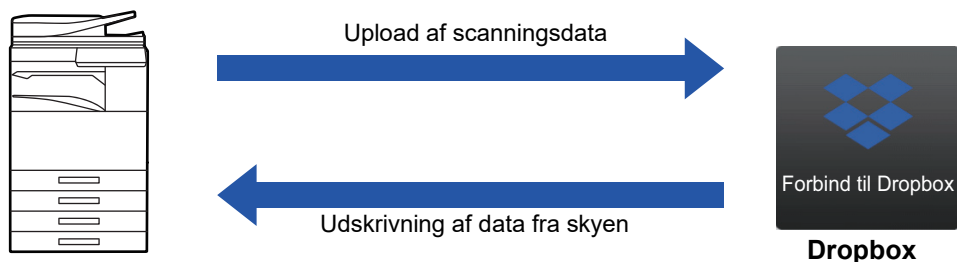 Upload af scanningsdata
Forbind til Dropbox
Udskrivning af data fra skyen
Dropbox